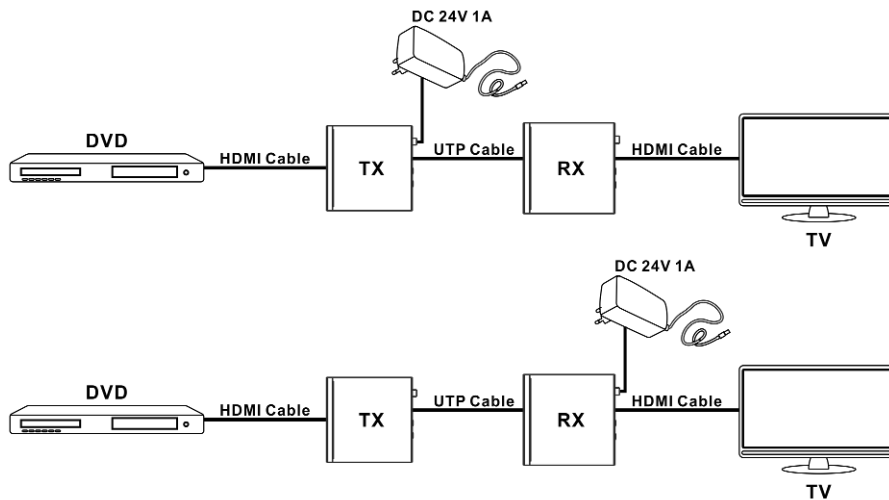 DC 24V 1A
DVD
HDMI Cable
TX
UTP Cable
RX
HDMI Cable
TV
DC 24V 1A
DVD
HDMI Cable
TX
UTP Cable
RX
HDMI Cable
TV